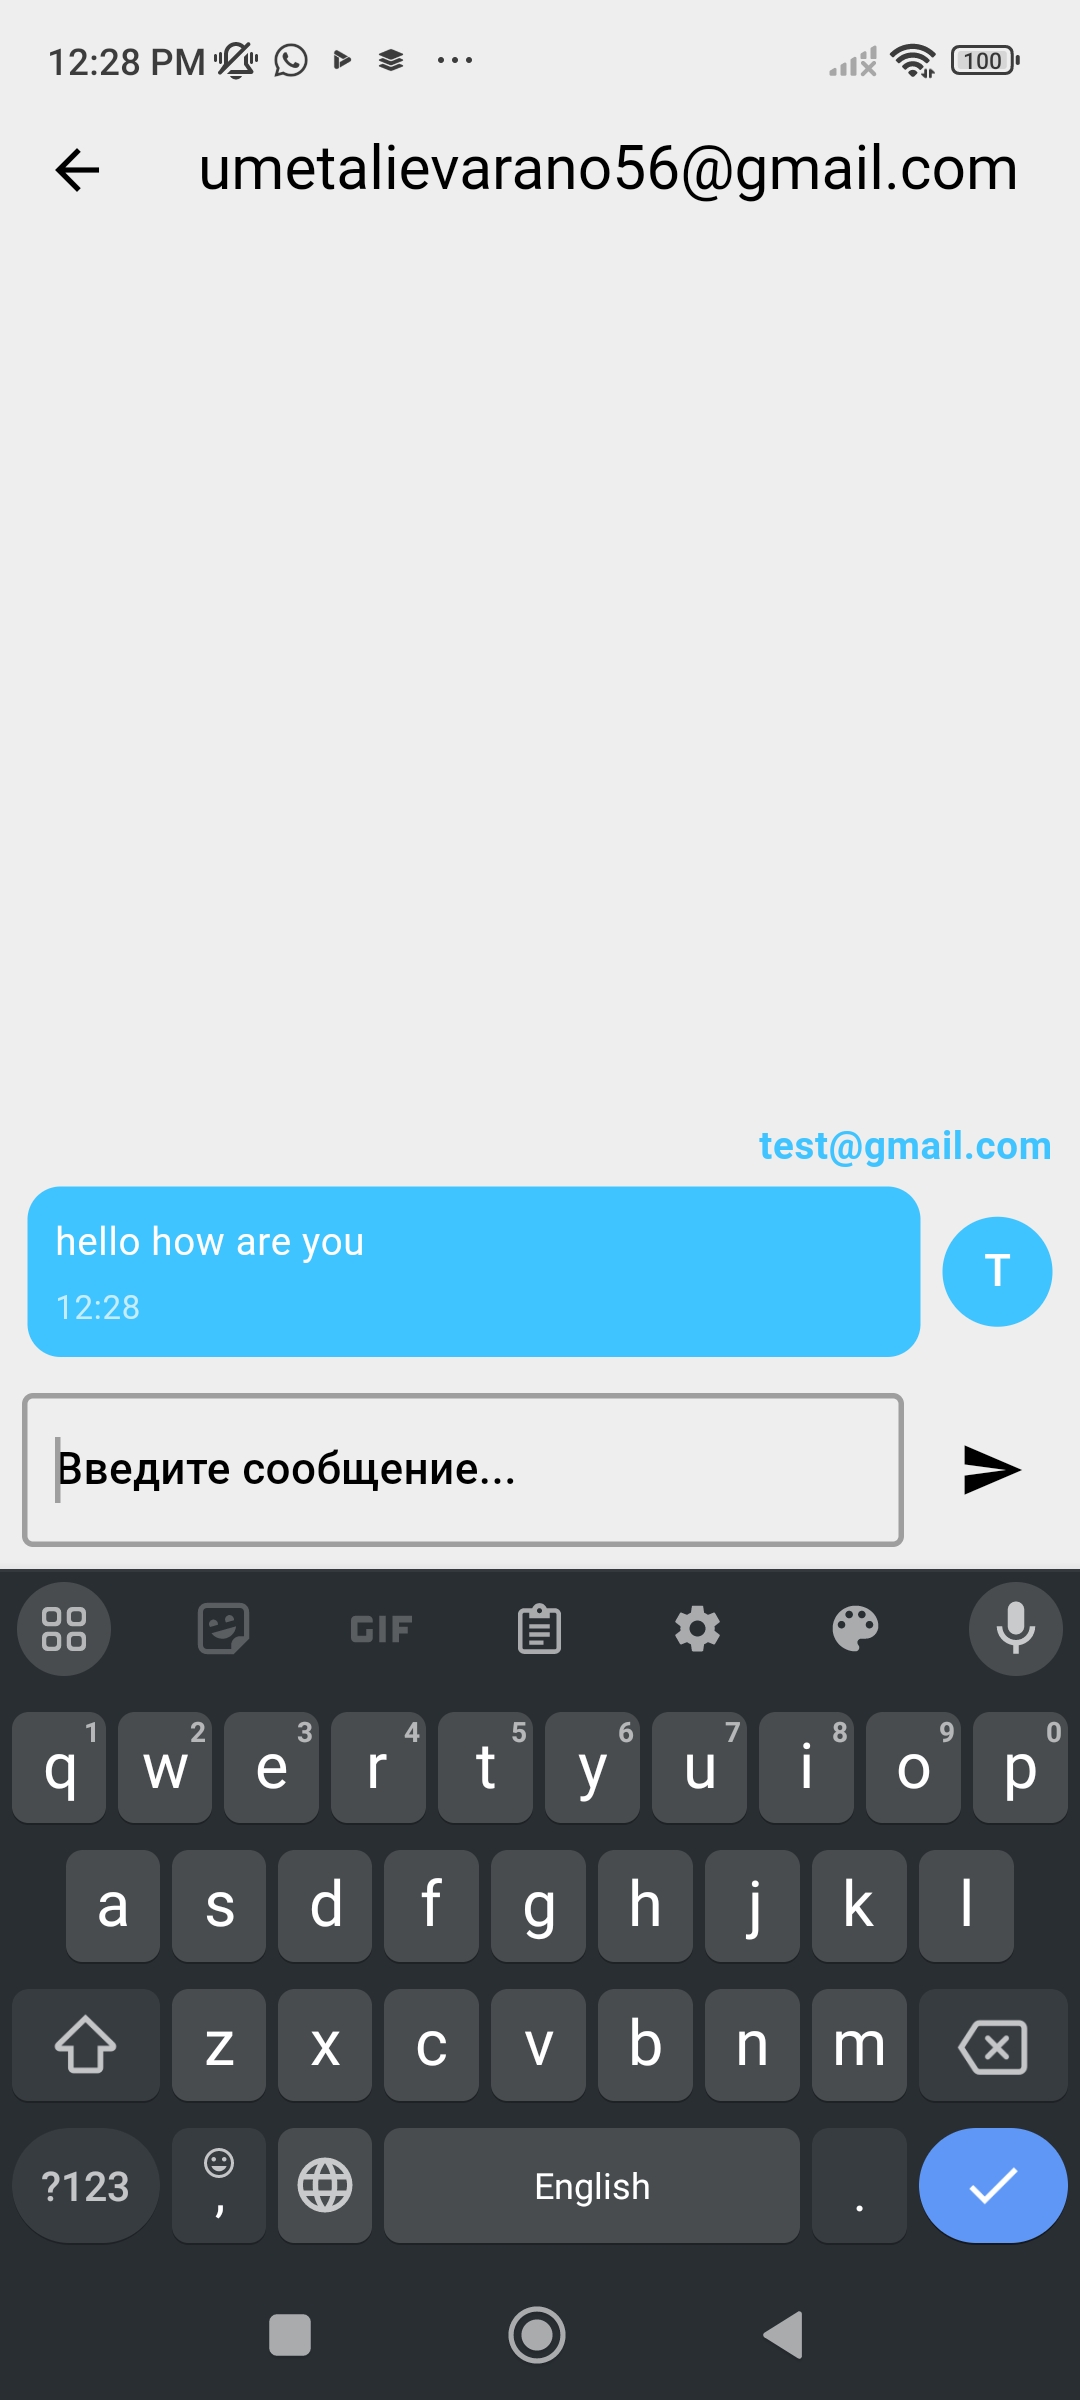 12:28 PM
100
umetalievarano56@gmail.com
test@gmail.com
hello how are you
12:28
T
Введите сообщение...
GIF
q 1 w 2 e 3 r 4 t 5 y 6 u 7 i 8 o 9 p 0
a s d f g h j k l
z x c v b n m
?123 , English .